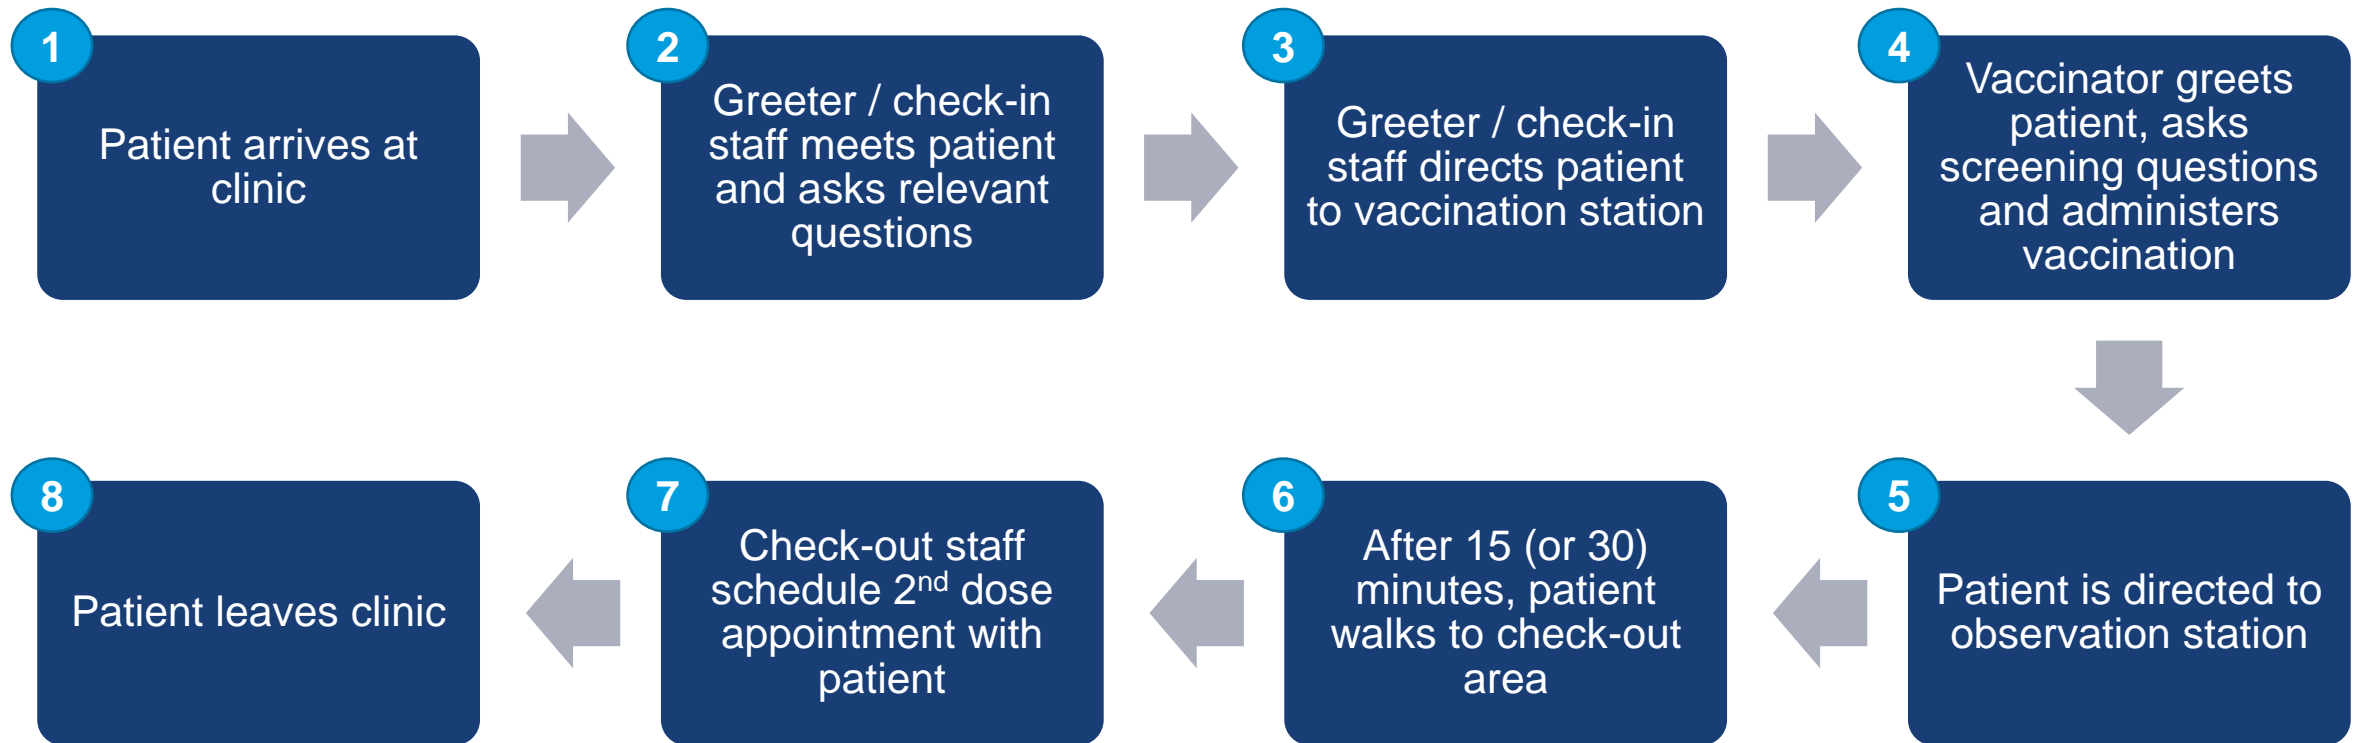 1
Patient arrives at
clinic
2
Greeter / check-in
staff meets patient
and asks relevant
questions
3
Greeter / check-in
staff directs patient
to vaccination station
4
Vaccinator greets
patient, asks
screening questions
and administers
vaccination
5
Patient is directed to
observation station
6
After 15 (or 30)
minutes, patient
walks to check-out
area
7
Check-out staff
schedule 2nd dose
appointment with
patient
8
Patient leaves clinic